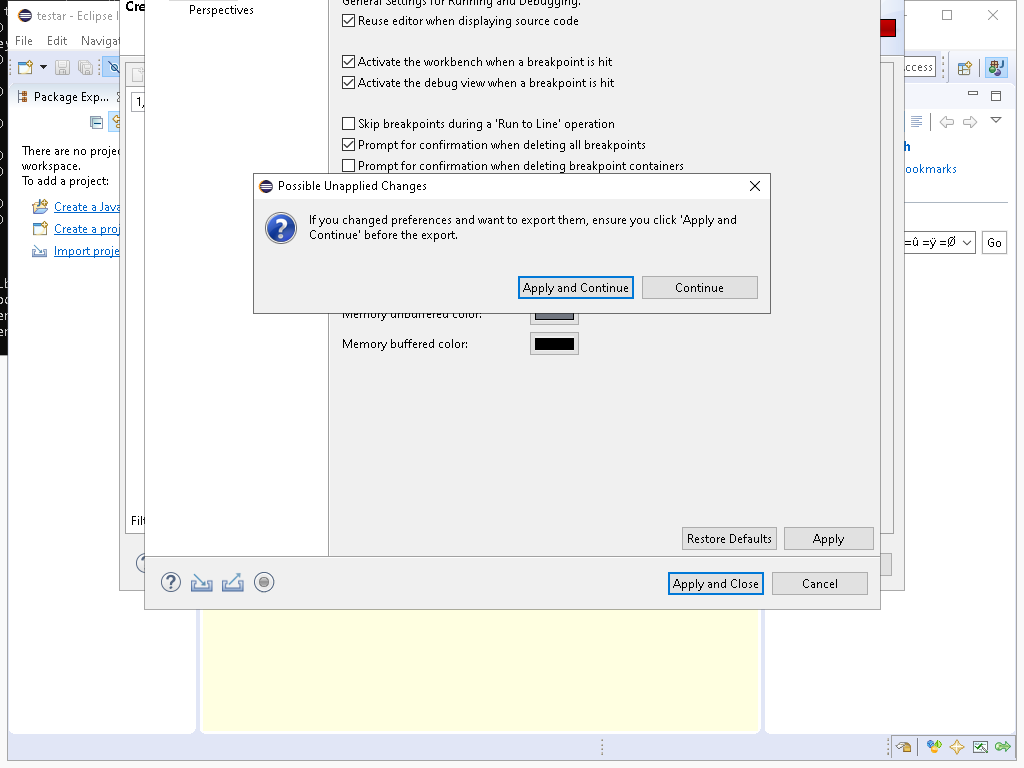 testar - Eclipse I
Cre
File Edit Navigat
Perspectives
General Settings for Running and Debugging.
Reuse editor when displaying source code
Activate the workbench when a breakpoint is hit
Activate the debug view when a breakpoint is hit
ccess
Package Exp...
1,
Skip breakpoints during a 'Run to Line' operation
Prompt for confirmation when deleting all breakpoints
Prompt for confirmation when deleting breakpoint containers
There are no proje
workspace.
To add a project:
Create a Java
Create a proj
Import proje
h
ookmarks
=û =ÿ =Ø
Go
Possible Unapplied Changes
If you changed preferences and want to export them, ensure you click 'Apply and
Continue' before the export.
Apply and Continue
Continue
Memory unbuffered color:
Memory buffered color:
Filt
Restore Defaults
Apply
Apply and Close
Cancel